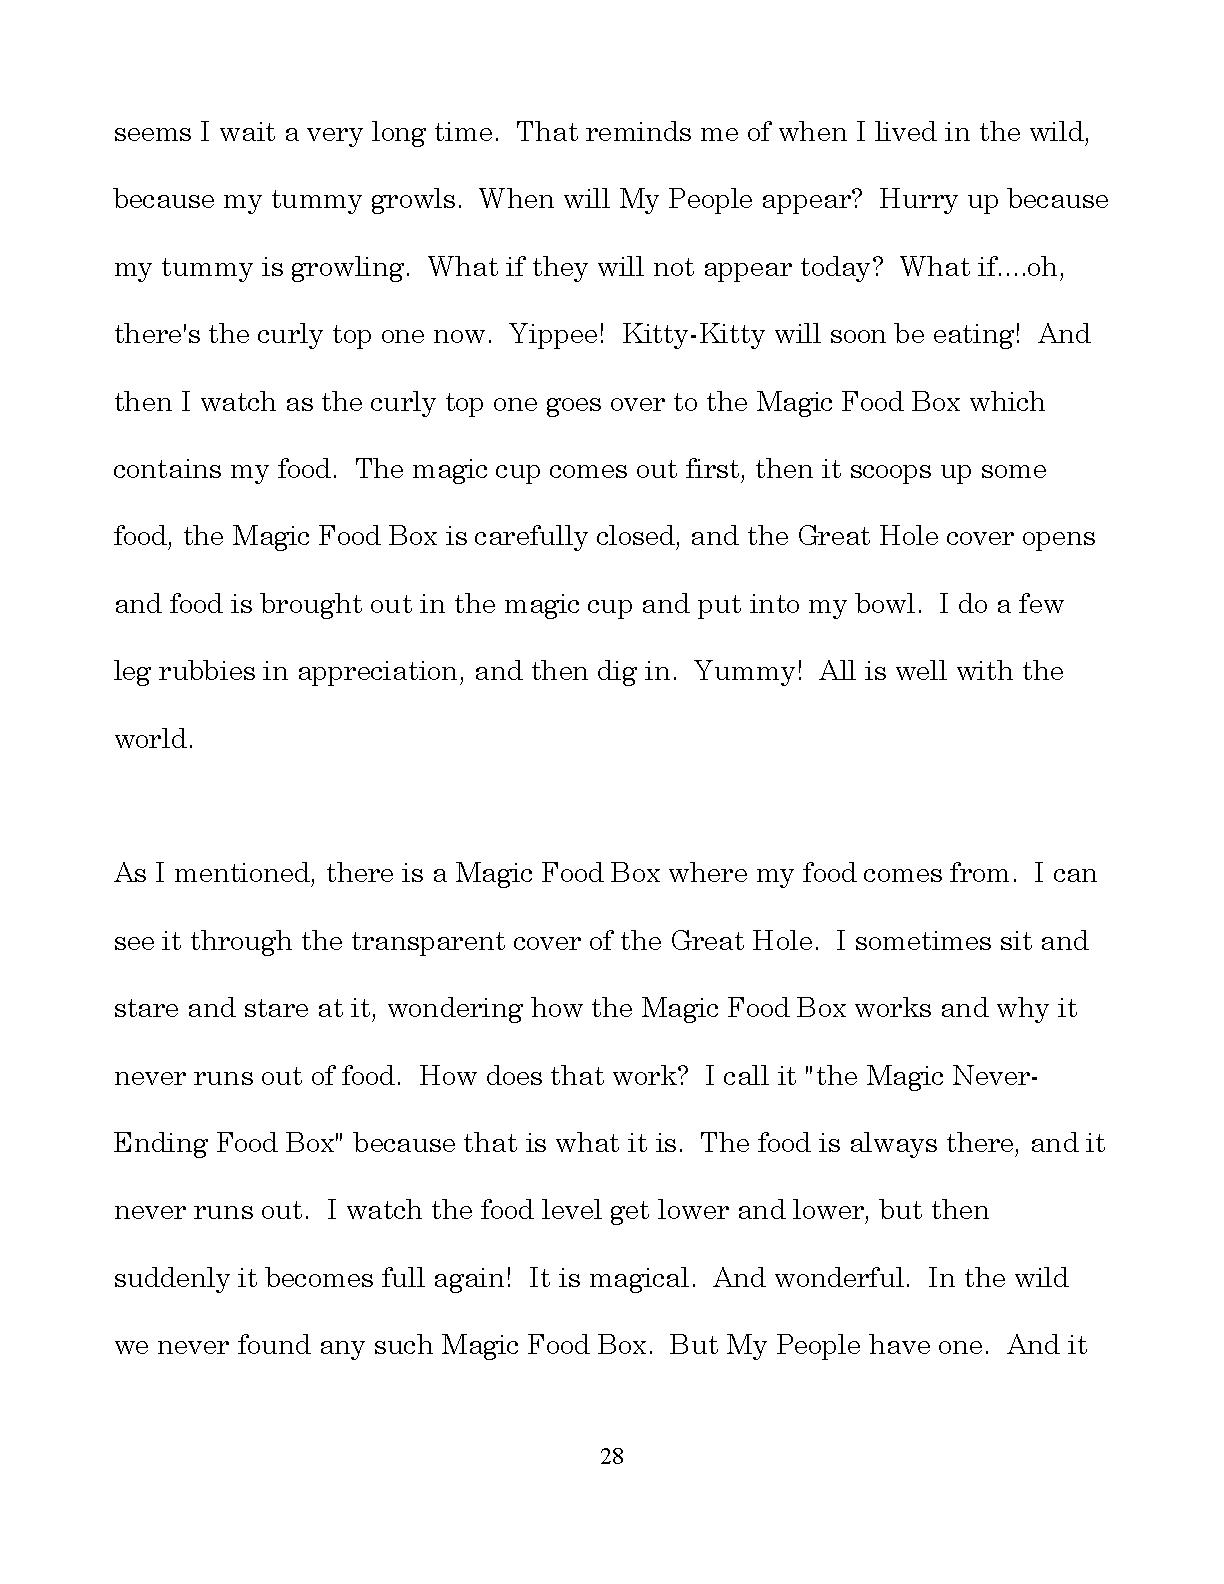 seems I wait a very long time.  That reminds me of when I lived in the wild,
because my tummy growls.  When will My People appear?  Hurry up because
my tummy is growling.  What if they will not appear today?  What if....oh,
there's the curly top one now.  Yippee!  Kitty-Kitty will soon be eating!  And
then I watch as the curly top one goes over to the Magic Food Box which
contains my food.  The magic cup comes out first, then it scoops up some
food, the Magic Food Box is carefully closed, and the Great Hole cover opens
and food is brought out in the magic cup and put into my bowl.  I do a few
leg rubbies in appreciation, and then dig in.  Yummy!  All is well with the
world.
As I mentioned, there is a Magic Food Box where my food comes from.  I can
see it through the transparent cover of the Great Hole.  I sometimes sit and
stare and stare at it, wondering how the Magic Food Box works and why it
never runs out of food.  How does that work?  I call it "the Magic Never-
Ending Food Box" because that is what it is.  The food is always there, and it
never runs out.  I watch the food level get lower and lower, but then
suddenly it becomes full again!  It is magical.  And wonderful.  In the wild
we never found any such Magic Food Box.  But My People have one.  And it
28